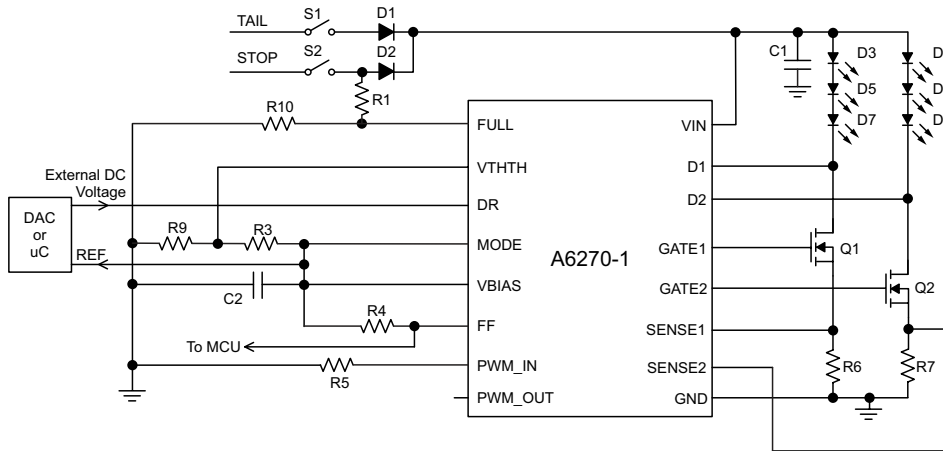 TAIL
S1
D1
STOP
S2
D2
R1
C1
D3
D5
D7
D
D
D
R10
FULL
VIN
VTHTH
D1
External DC
Voltage
DAC
or
uC
DR
D2
R9
R3
MODE
GATE1
Q1
REF
A6270-1
C2
VBIAS
GATE2
Q2
R4
FF
SENSE1
To MCU
R5
PWM_IN
SENSE2
R6
R7
PWM_OUT
GND